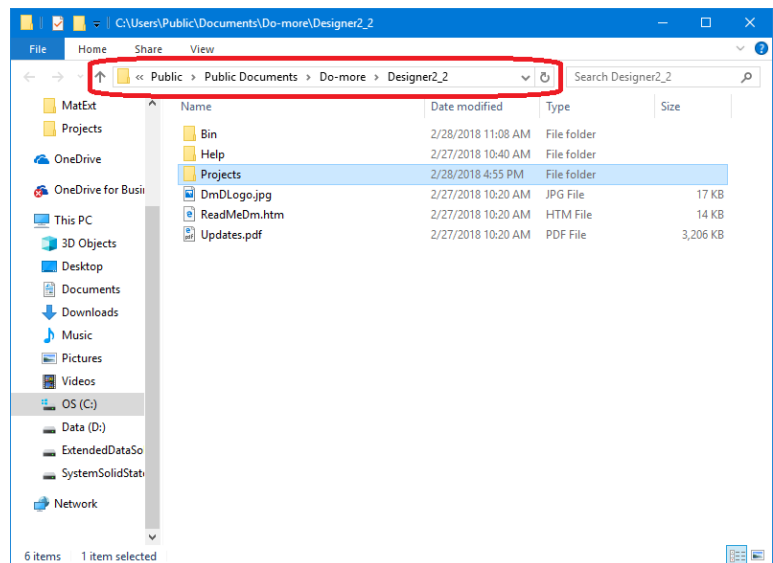 C:\Users\Public\Documents\Do-more\Designer2_2
File Home Share View
« Public > Public Documents > Do-more > Designer2_2 Search Designer2_2
MatExt
Projects
OneDrive
OneDrive for Busin
This PC
3D Objects
Desktop
Documents
Downloads
Music
Pictures
Videos
OS (C:)
Data (D:)
ExtendedDataSo
SystemSolidState
Network
Name Date modified Type Size
Bin 2/28/2018 11:08 AM File folder
Help 2/27/2018 10:40 AM File folder
Projects 2/28/2018 4:55 PM File folder
DmDLogo.jpg 2/27/2018 10:20 AM JPG File 17 KB
ReadMeDm.htm 2/27/2018 10:20 AM HTM File 14 KB
Updates.pdf 2/27/2018 10:20 AM PDF File 3,206 KB
6 items 1 item selected